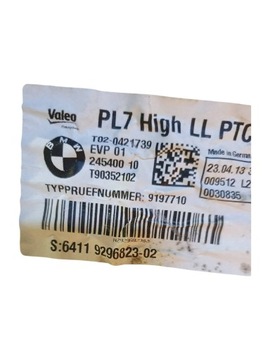 Valeo PL7 High LL PTC
T02-0421739
EVP 01
245400 10
T90352102
BMW
Made in German
23.04.13
009512 L2
0030835
TYPPRUEFNUMMER: 9197710
S:6411 9296823-02